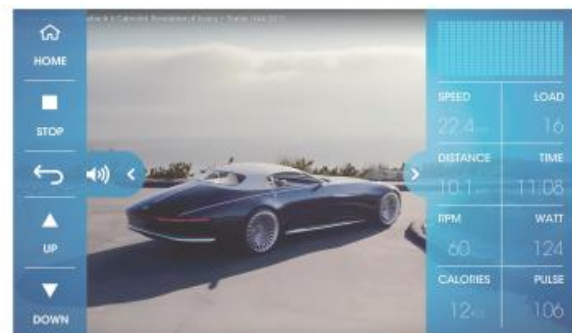 HOME
STOP
UP
DOWN
SPEED LOAD
22.4 16
DISTANCE TIME
10.1 11:08
RPM WATT
60 124
CALORIES PULSE
12 106